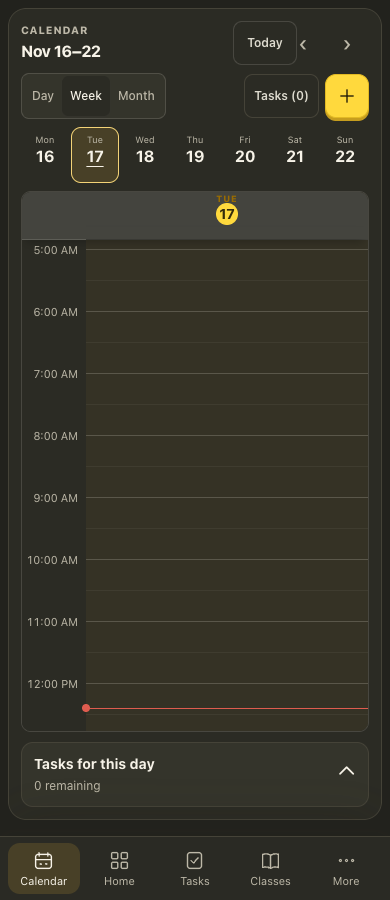 CALENDAR
Nov 16–22
Today
Day Week Month
Tasks (0)
Mon Tue Wed Thu Fri Sat Sun
16 17 18 19 20 21 22
TUE
17
5:00 AM
6:00 AM
7:00 AM
8:00 AM
9:00 AM
10:00 AM
11:00 AM
12:00 PM
Tasks for this day
0 remaining
Calendar Home Tasks Classes More